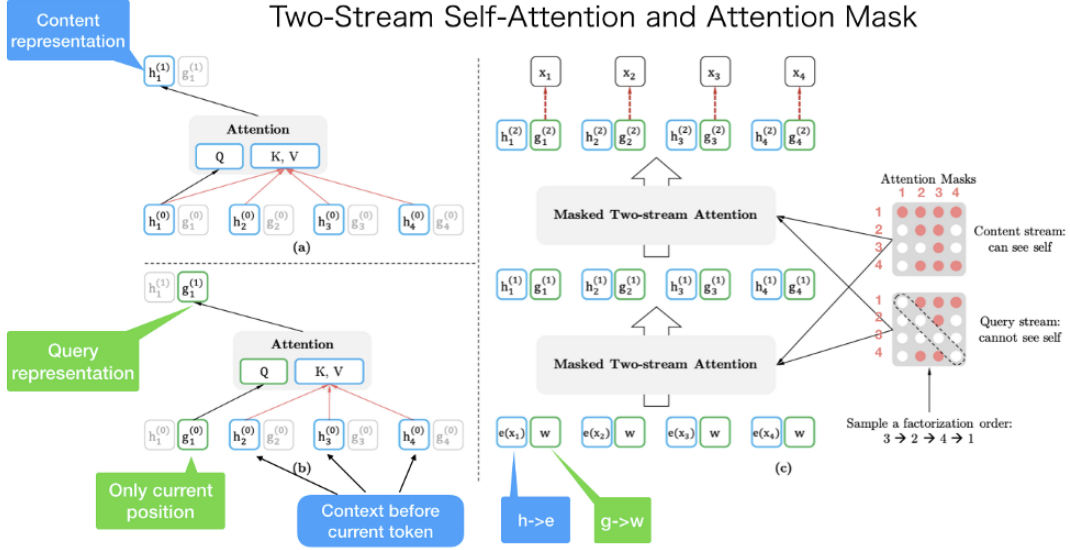 Two-Stream Self-Attention and Attention Mask
Content
representation
h₁⁽¹⁾ g₁⁽¹⁾
Attention
Q K, V
h₁⁽⁰⁾ g₁⁽⁰⁾ h₂⁽⁰⁾ g₂⁽⁰⁾ h₃⁽⁰⁾ g₃⁽⁰⁾ h₄⁽⁰⁾ g₄⁽⁰⁾
(a)
h₁⁽¹⁾ g₁⁽¹⁾
Query
representation
Attention
Q K, V
h₁⁽⁰⁾ g₁⁽⁰⁾ h₂⁽⁰⁾ g₂⁽⁰⁾ h₃⁽⁰⁾ g₃⁽⁰⁾ h₄⁽⁰⁾ g₄⁽⁰⁾
(b)
Only current
position
Context before
current token
x₁ x₂ x₃ x₄
h₁⁽²⁾ g₁⁽²⁾ h₂⁽²⁾ g₂⁽²⁾ h₃⁽²⁾ g₃⁽²⁾ h₄⁽²⁾ g₄⁽²⁾
Masked Two-stream Attention
h₁⁽¹⁾ g₁⁽¹⁾ h₂⁽¹⁾ g₂⁽¹⁾ h₃⁽¹⁾ g₃⁽¹⁾ h₄⁽¹⁾ g₄⁽¹⁾
Masked Two-stream Attention
e(x₁) w e(x₂) w e(x₃) w e(x₄) w
(c)
h->e
g->w
Attention Masks
1 2 3 4
1
2
3
4
Content stream:
can see self
1
2
3
4
Query stream:
cannot see self
Sample a factorization order:
3 → 2 → 4 → 1